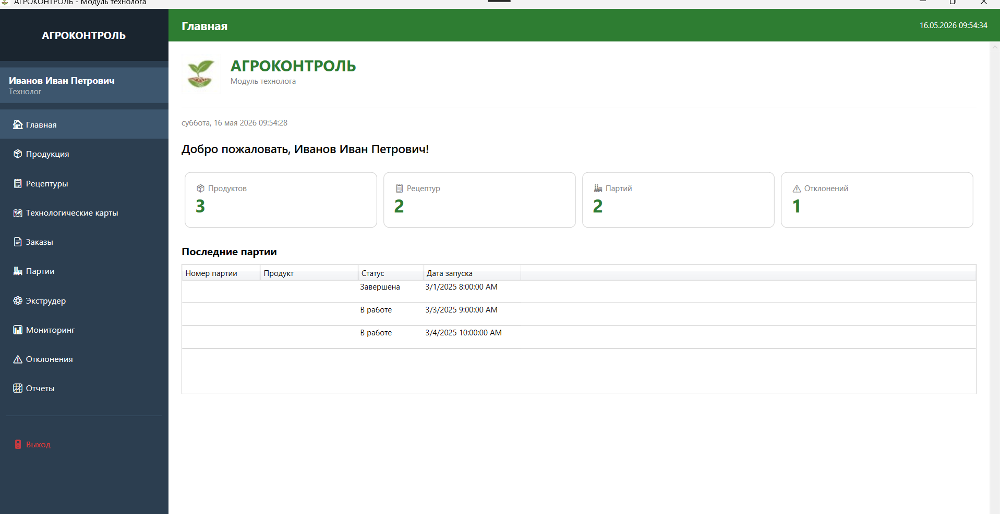 АГРОКОНТРОЛЬ - Модуль технолога
АГРОКОНТРОЛЬ
Иванов Иван Петрович
Технолог
Главная
Продукция
Рецептуры
Технологические карты
Заказы
Партии
Экструдер
Мониторинг
Отклонения
Отчеты
Выход
Главная
16.05.2026 09:54:34
АГРОКОНТРОЛЬ
Модуль технолога
суббота, 16 мая 2026 09:54:28
Добро пожаловать, Иванов Иван Петрович!
Продуктов
3
Рецептур
2
Партий
2
Отклонений
1
Последние партии
Номер партии Продукт Статус Дата запуска
Завершена 3/1/2025 8:00:00 AM
В работе 3/3/2025 9:00:00 AM
В работе 3/4/2025 10:00:00 AM